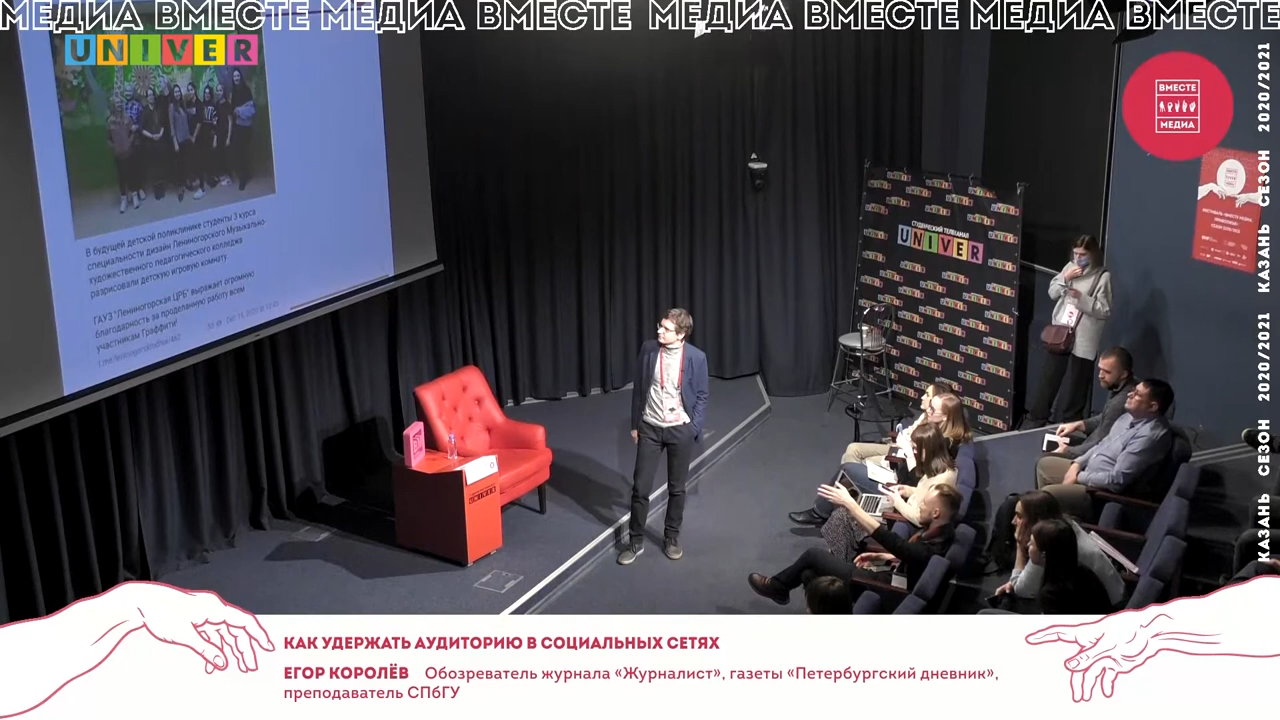 МЕДИА ВМЕСТЕ МЕДИА ВМЕСТЕ МЕДИА ВМЕСТЕ МЕДИА ВМЕСТЕ
UNIVER
В будущей детской поликлинике студенты 3 курса
специальности дизайн Лениногорского Музыкально-
художественного педагогического колледжа
разрисовали детскую игровую комнату.
ГАУЗ "Лениногорская ЦРБ" выражает огромную
благодарность за проделанную работу всем
участникам Граффити!
СТУДЕНЧЕСКИЙ ТЕЛЕКАНАЛ
UNIVER
UNIVER
ВМЕСТЕ
МЕДИА
КАЗАНЬ СЕЗОН 2020/2021 КАЗАНЬ СЕЗОН 2020/2021
КАК УДЕРЖАТЬ АУДИТОРИЮ В СОЦИАЛЬНЫХ СЕТЯХ
ЕГОР КОРОЛЁВ Обозреватель журнала «Журналист», газеты «Петербургский дневник»,
преподаватель СПбГУ